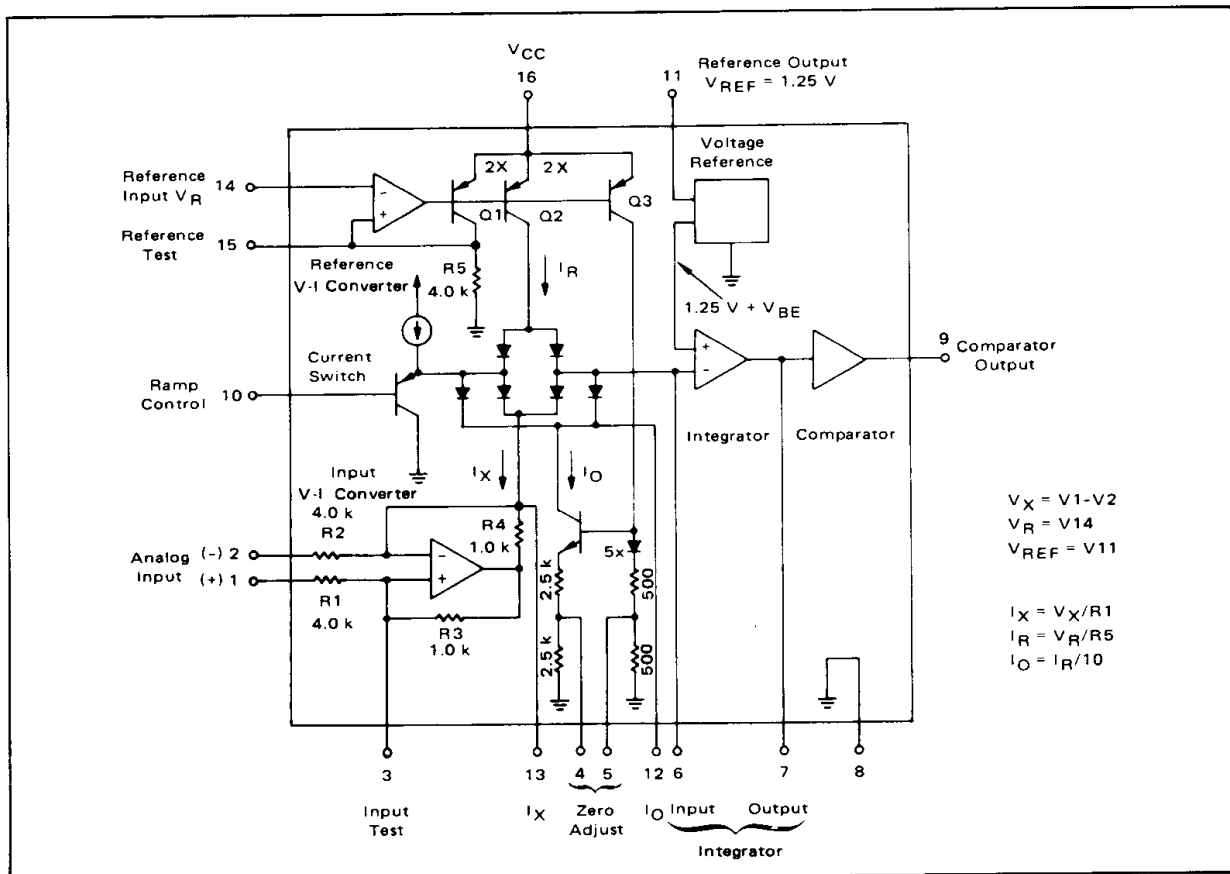 VCC
16
11
Reference Output
VREF = 1.25 V
Voltage
Reference
2X
2X
Reference
Input VR
14
-
+
Q1
Q2
Q3
Reference
Test
15
Reference
V-I Converter
R5
4.0 k
IR
1.25 V + VBE
Current
Switch
Ramp
Control
10
+
-
9
Comparator
Output
Integrator
Comparator
IX
IO
Input
V-I Converter
4.0 k
R2
R4
1.0 k
5x
Analog
Input
(-) 2
(+) 1
-
+
R1
4.0 k
R3
1.0 k
2.5 k
500
2.5 k
500
VX = V1-V2
VR = V14
VREF = V11
IX = VX/R1
IR = VR/R5
IO = IR/10
3
13
4
5
12
6
7
8
Input
Test
IX
Zero
Adjust
IO
Input
Output
Integrator